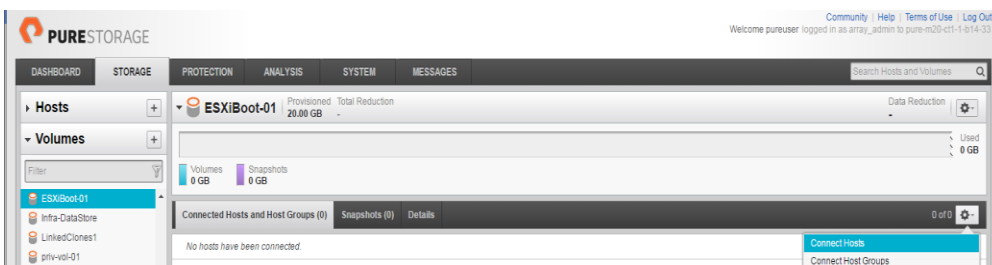 Community | Help | Terms of Use | Log Out
PURESTORAGE
Welcome pureuser logged in as array_admin to pure-m20-ct1-1-b14-33
DASHBOARD STORAGE PROTECTION ANALYSIS SYSTEM MESSAGES
Search Hosts and Volumes
Hosts
ESXiBoot-01
Provisioned Total Reduction
20.00 GB -
Data Reduction
-
Volumes
Used
0 GB
Filter
Volumes Snapshots
0 GB 0 GB
ESXiBoot-01
Infra-DataStore
LinkedClones1
priv-vol-01
Connected Hosts and Host Groups (0) Snapshots (0) Details
0 of 0
No hosts have been connected.
Connect Hosts
Connect Host Groups